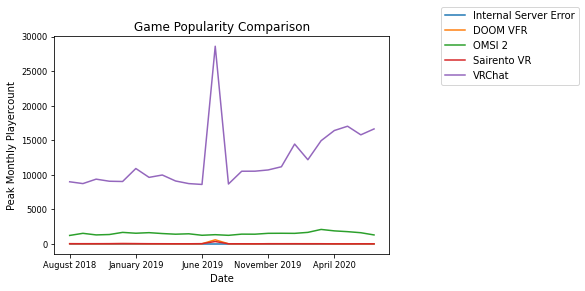 Game Popularity Comparison
Internal Server Error
DOOM VFR
OMSI 2
Sairento VR
VRChat
Peak Monthly Playercount
30000
25000
20000
15000
10000
5000
0
August 2018 January 2019 June 2019 November 2019 April 2020
Date